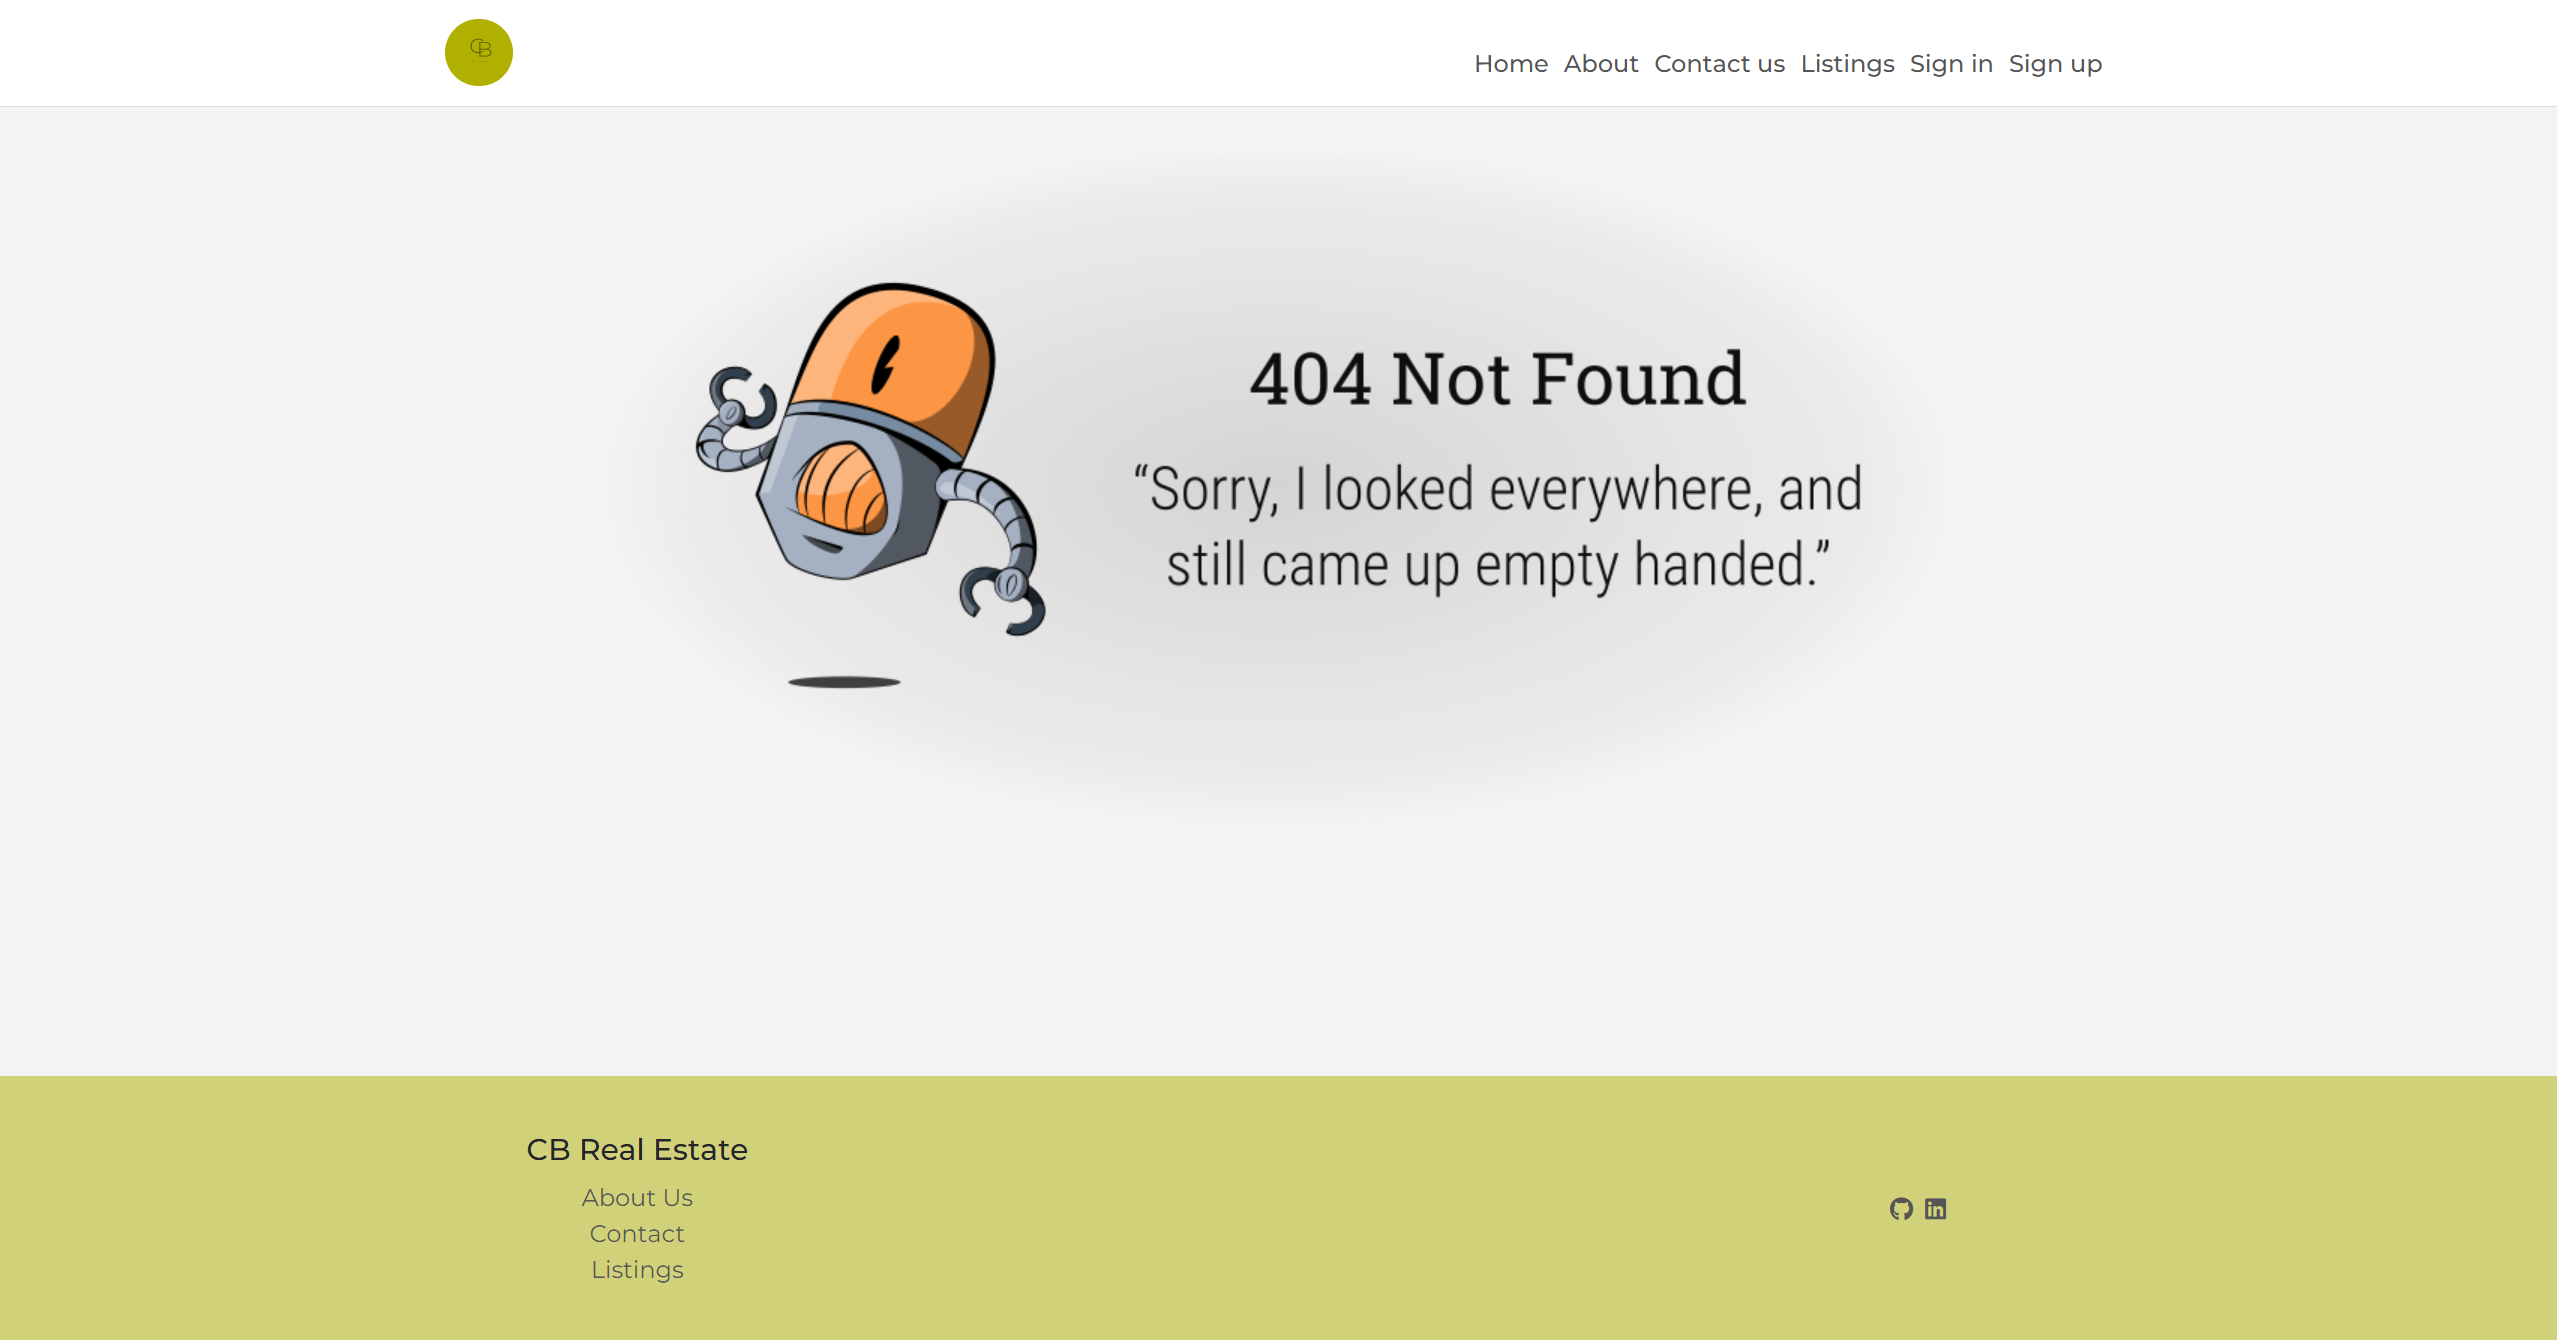 CB
Home About Contact us Listings Sign in Sign up
404 Not Found
“Sorry, I looked everywhere, and
still came up empty handed.”
CB Real Estate
About Us
Contact
Listings